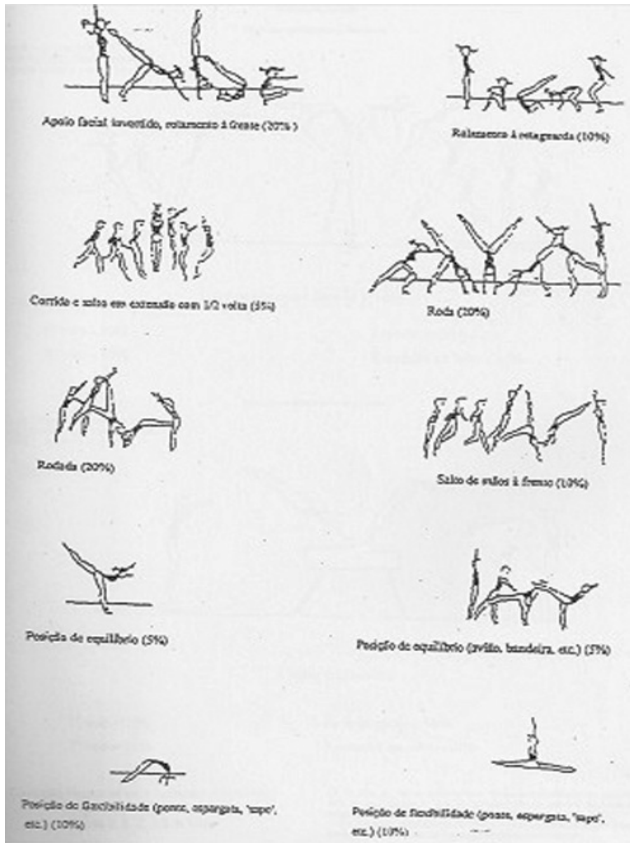 Apoio facial invertido, rolamento à frente (20%)
Rolamento à retaguarda (10%)
Corrida e salto em extensão com 1/2 volta (5%)
Roda (20%)
Rodada (20%)
Salto de mãos à frente (10%)
Posição de equilíbrio (5%)
Posição de equilíbrio (avião, bandeira, etc.) (5%)
Posição de flexibilidade (ponte, espargata, "sapo",
etc.) (10%)
Posição de flexibilidade (ponte, espargata, "sapo",
etc.) (10%)